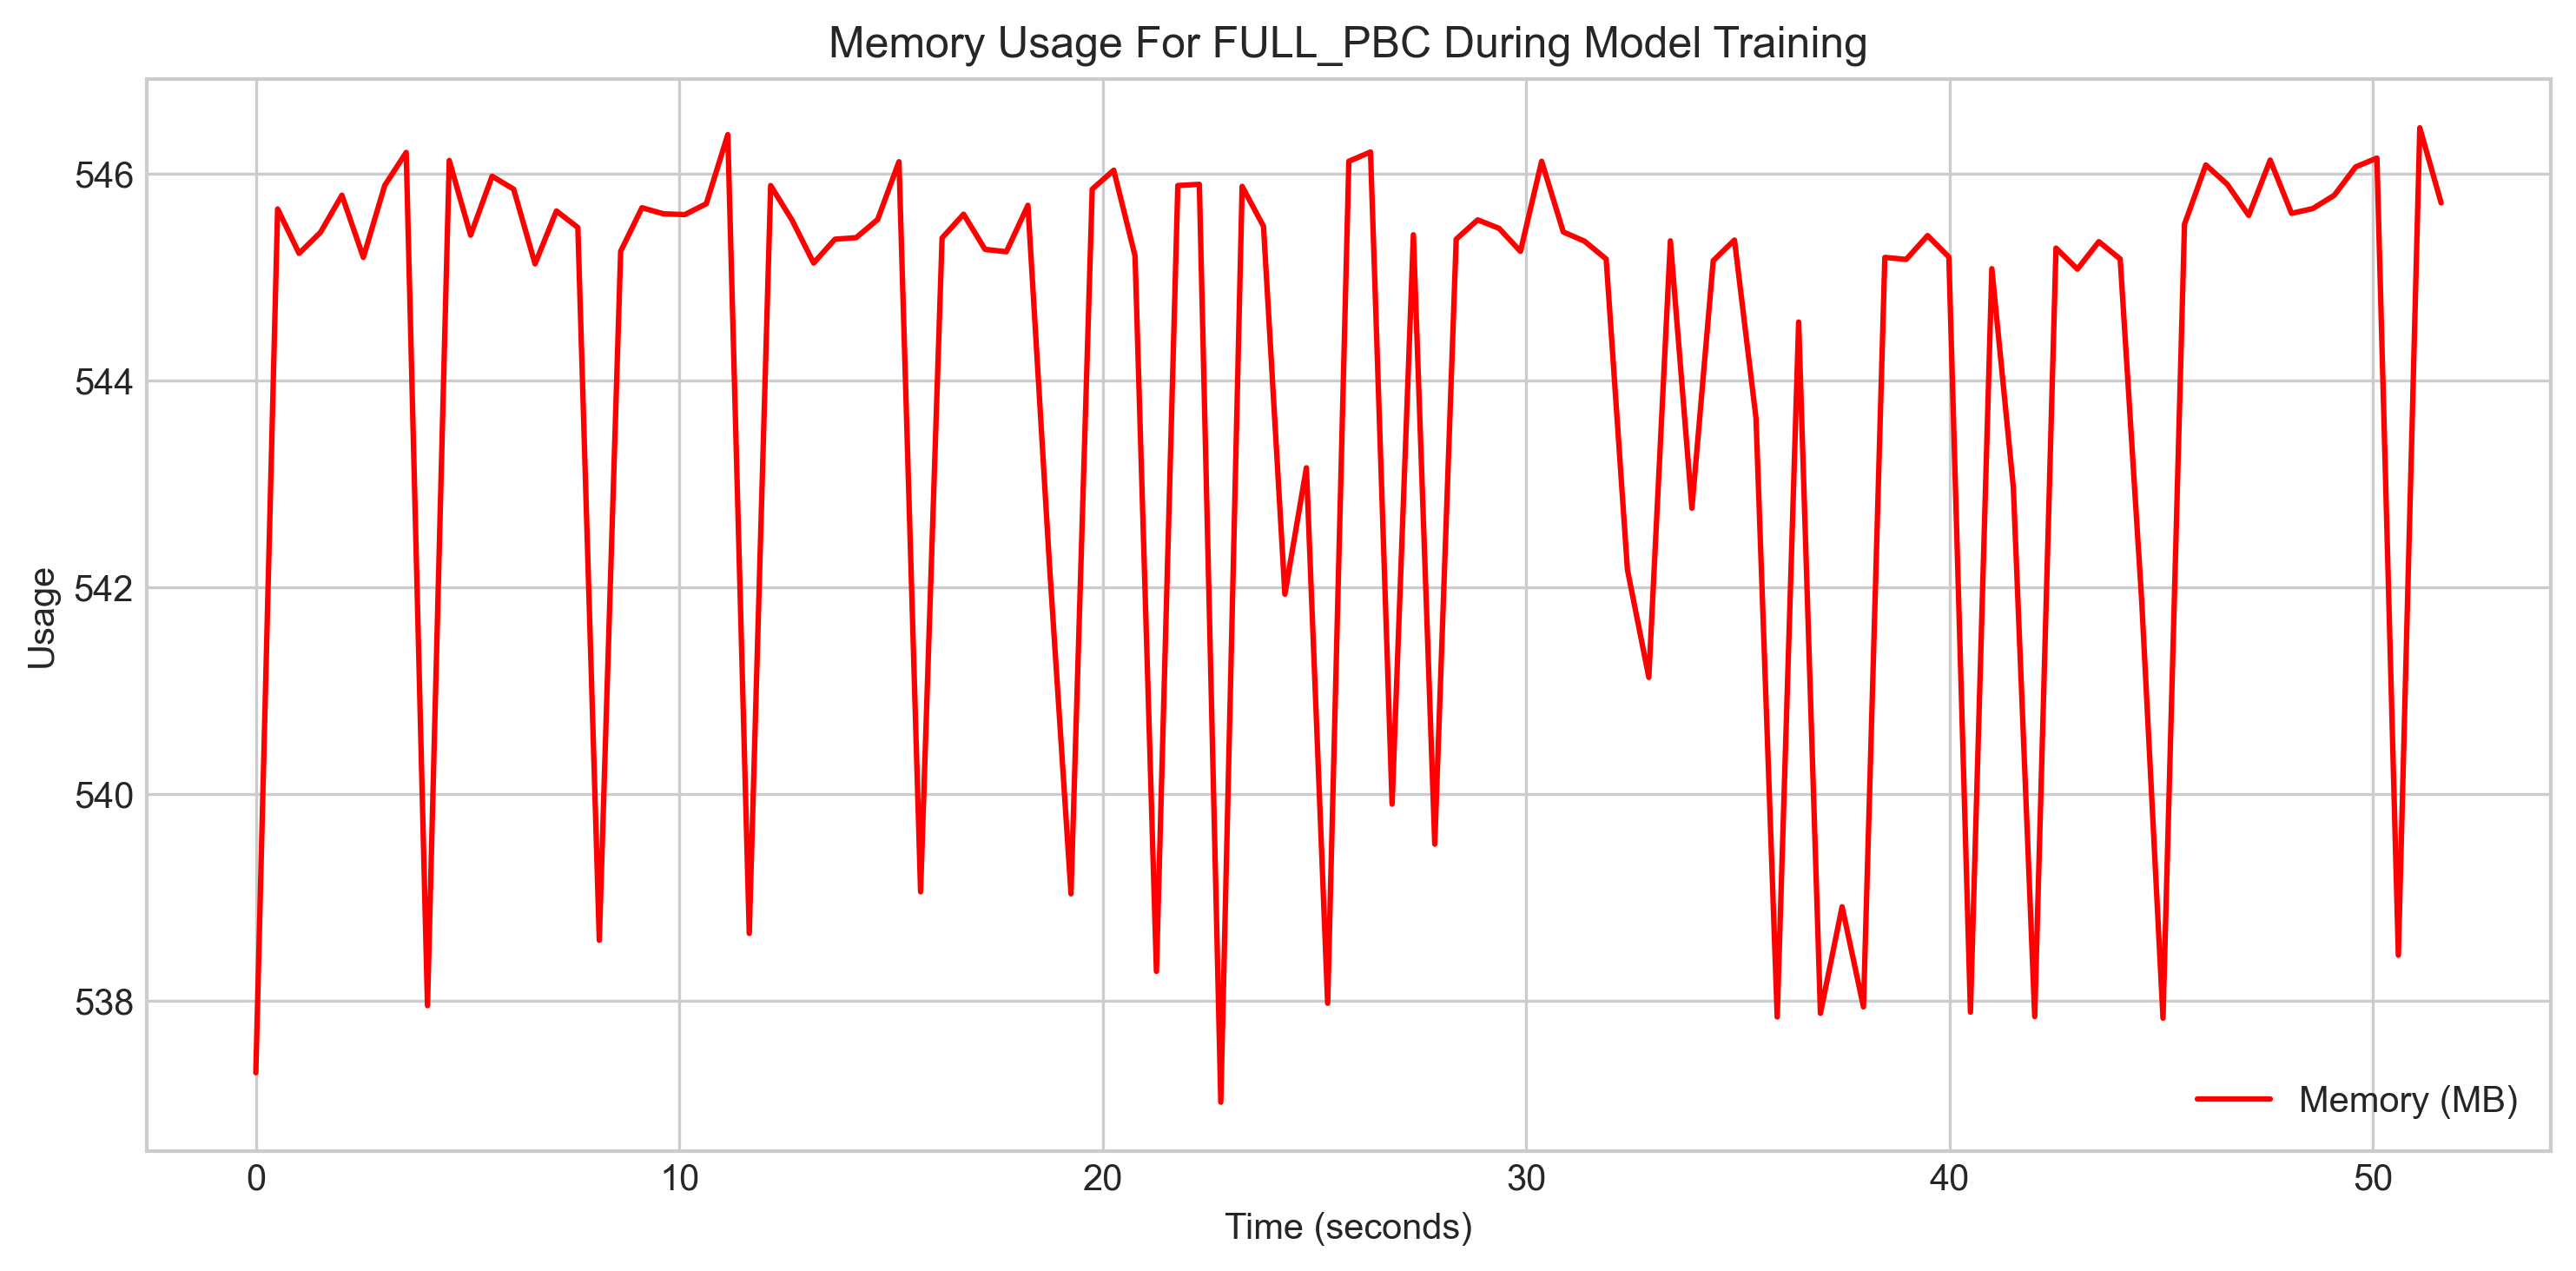 Memory Usage For FULL_PBC During Model Training
Usage
546
544
542
540
538
Memory (MB)
0 10 20 30 40 50
Time (seconds)